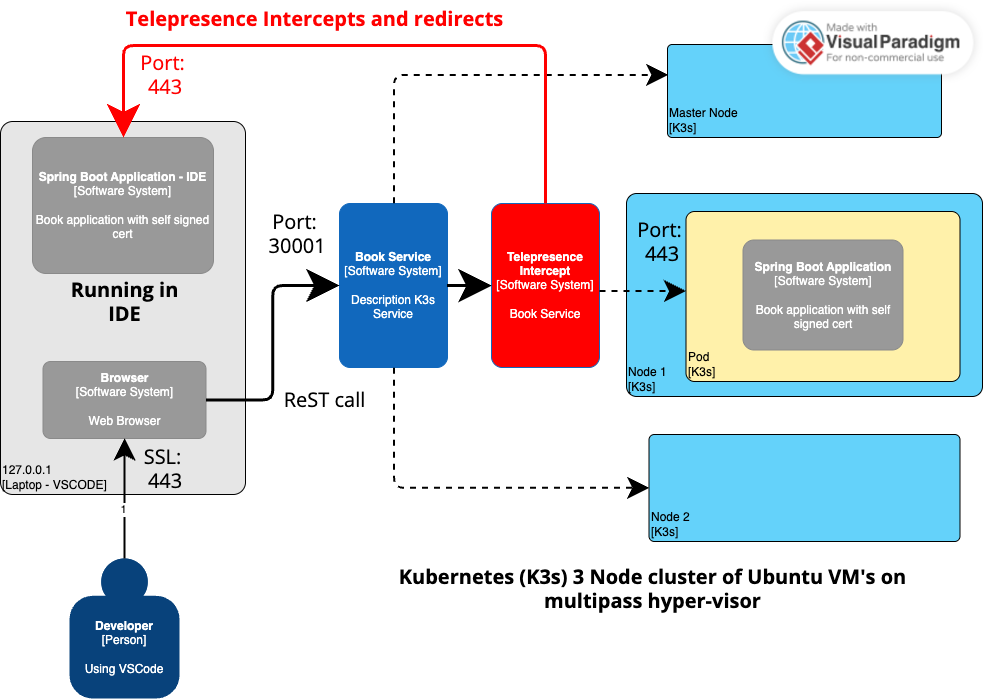 Telepresence Intercepts and redirects
Made with
VisualParadigm
For non-commercial use
Port:
443
Master Node
[K3s]
Spring Boot Application - IDE
[Software System]
Book application with self signed
cert
Running in
IDE
Port:
30001
Book Service
[Software System]
Description K3s
Service
Telepresence
Intercept
[Software System]
Book Service
Port:
443
Spring Boot Application
[Software System]
Book application with self
signed cert
Pod
[K3s]
Node 1
[K3s]
Browser
[Software System]
Web Browser
ReST call
SSL:
443
127.0.0.1
[Laptop - VSCODE]
1
Node 2
[K3s]
Kubernetes (K3s) 3 Node cluster of Ubuntu VM's on
multipass hyper-visor
Developer
[Person]
Using VSCode